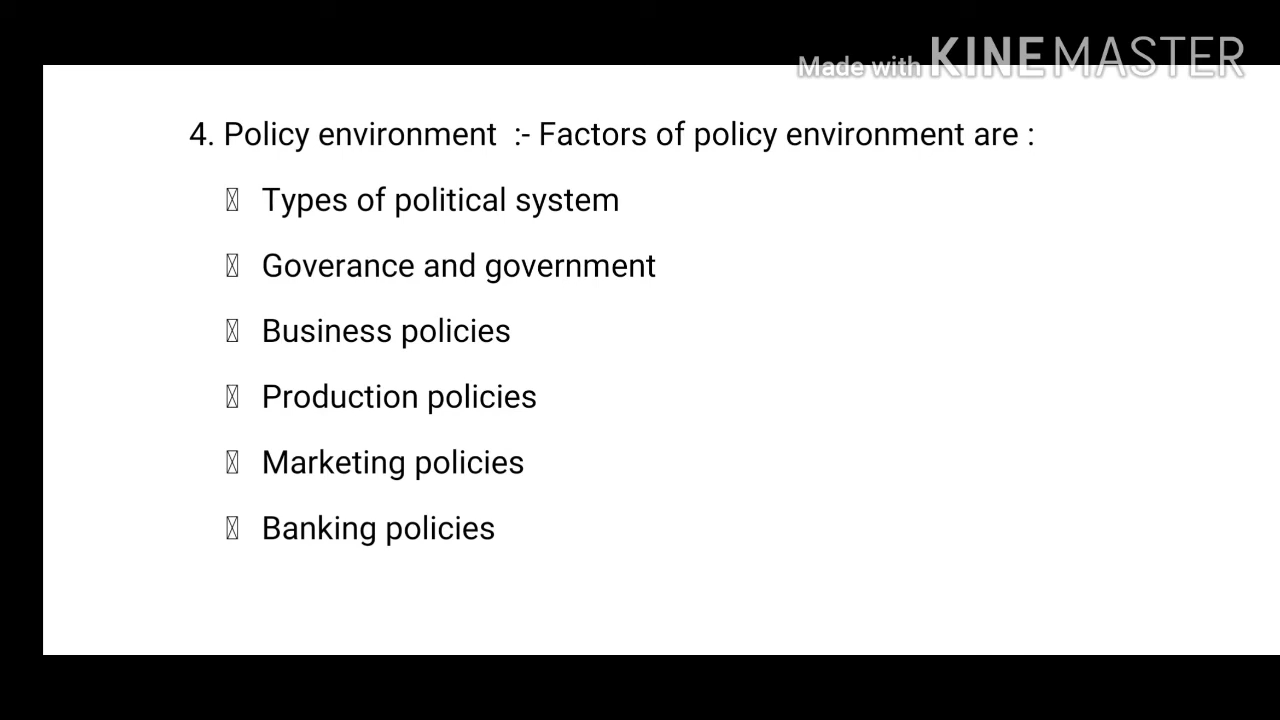 Made with KINEMASTER
4. Policy environment :- Factors of policy environment are :
Types of political system
Goverance and government
Business policies
Production policies
Marketing policies
Banking policies